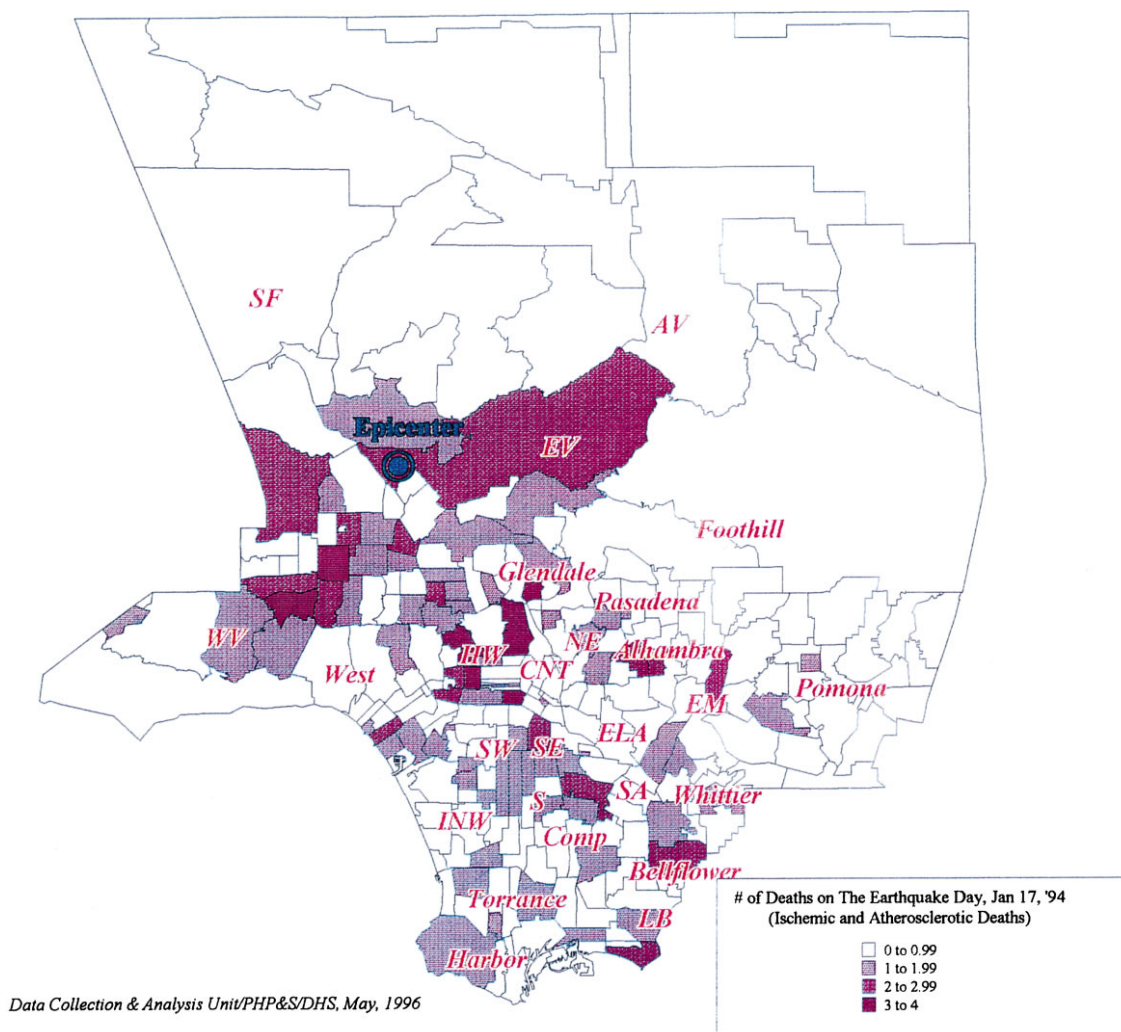 SF
AV
Epicenter
EV
Foothill
Glendale
Pasadena
WV
HW
NE
Alhambra
West
CNT
EM
Pomona
ELA
SW
SE
SA
Whittier
S
INW
Comp
Bellflower
Torrance
LB
Harbor
# of Deaths on The Earthquake Day, Jan 17, '94
(Ischemic and Atherosclerotic Deaths)
0 to 0.99
1 to 1.99
2 to 2.99
3 to 4
Data Collection & Analysis Unit/PHP&S/DHS, May, 1996